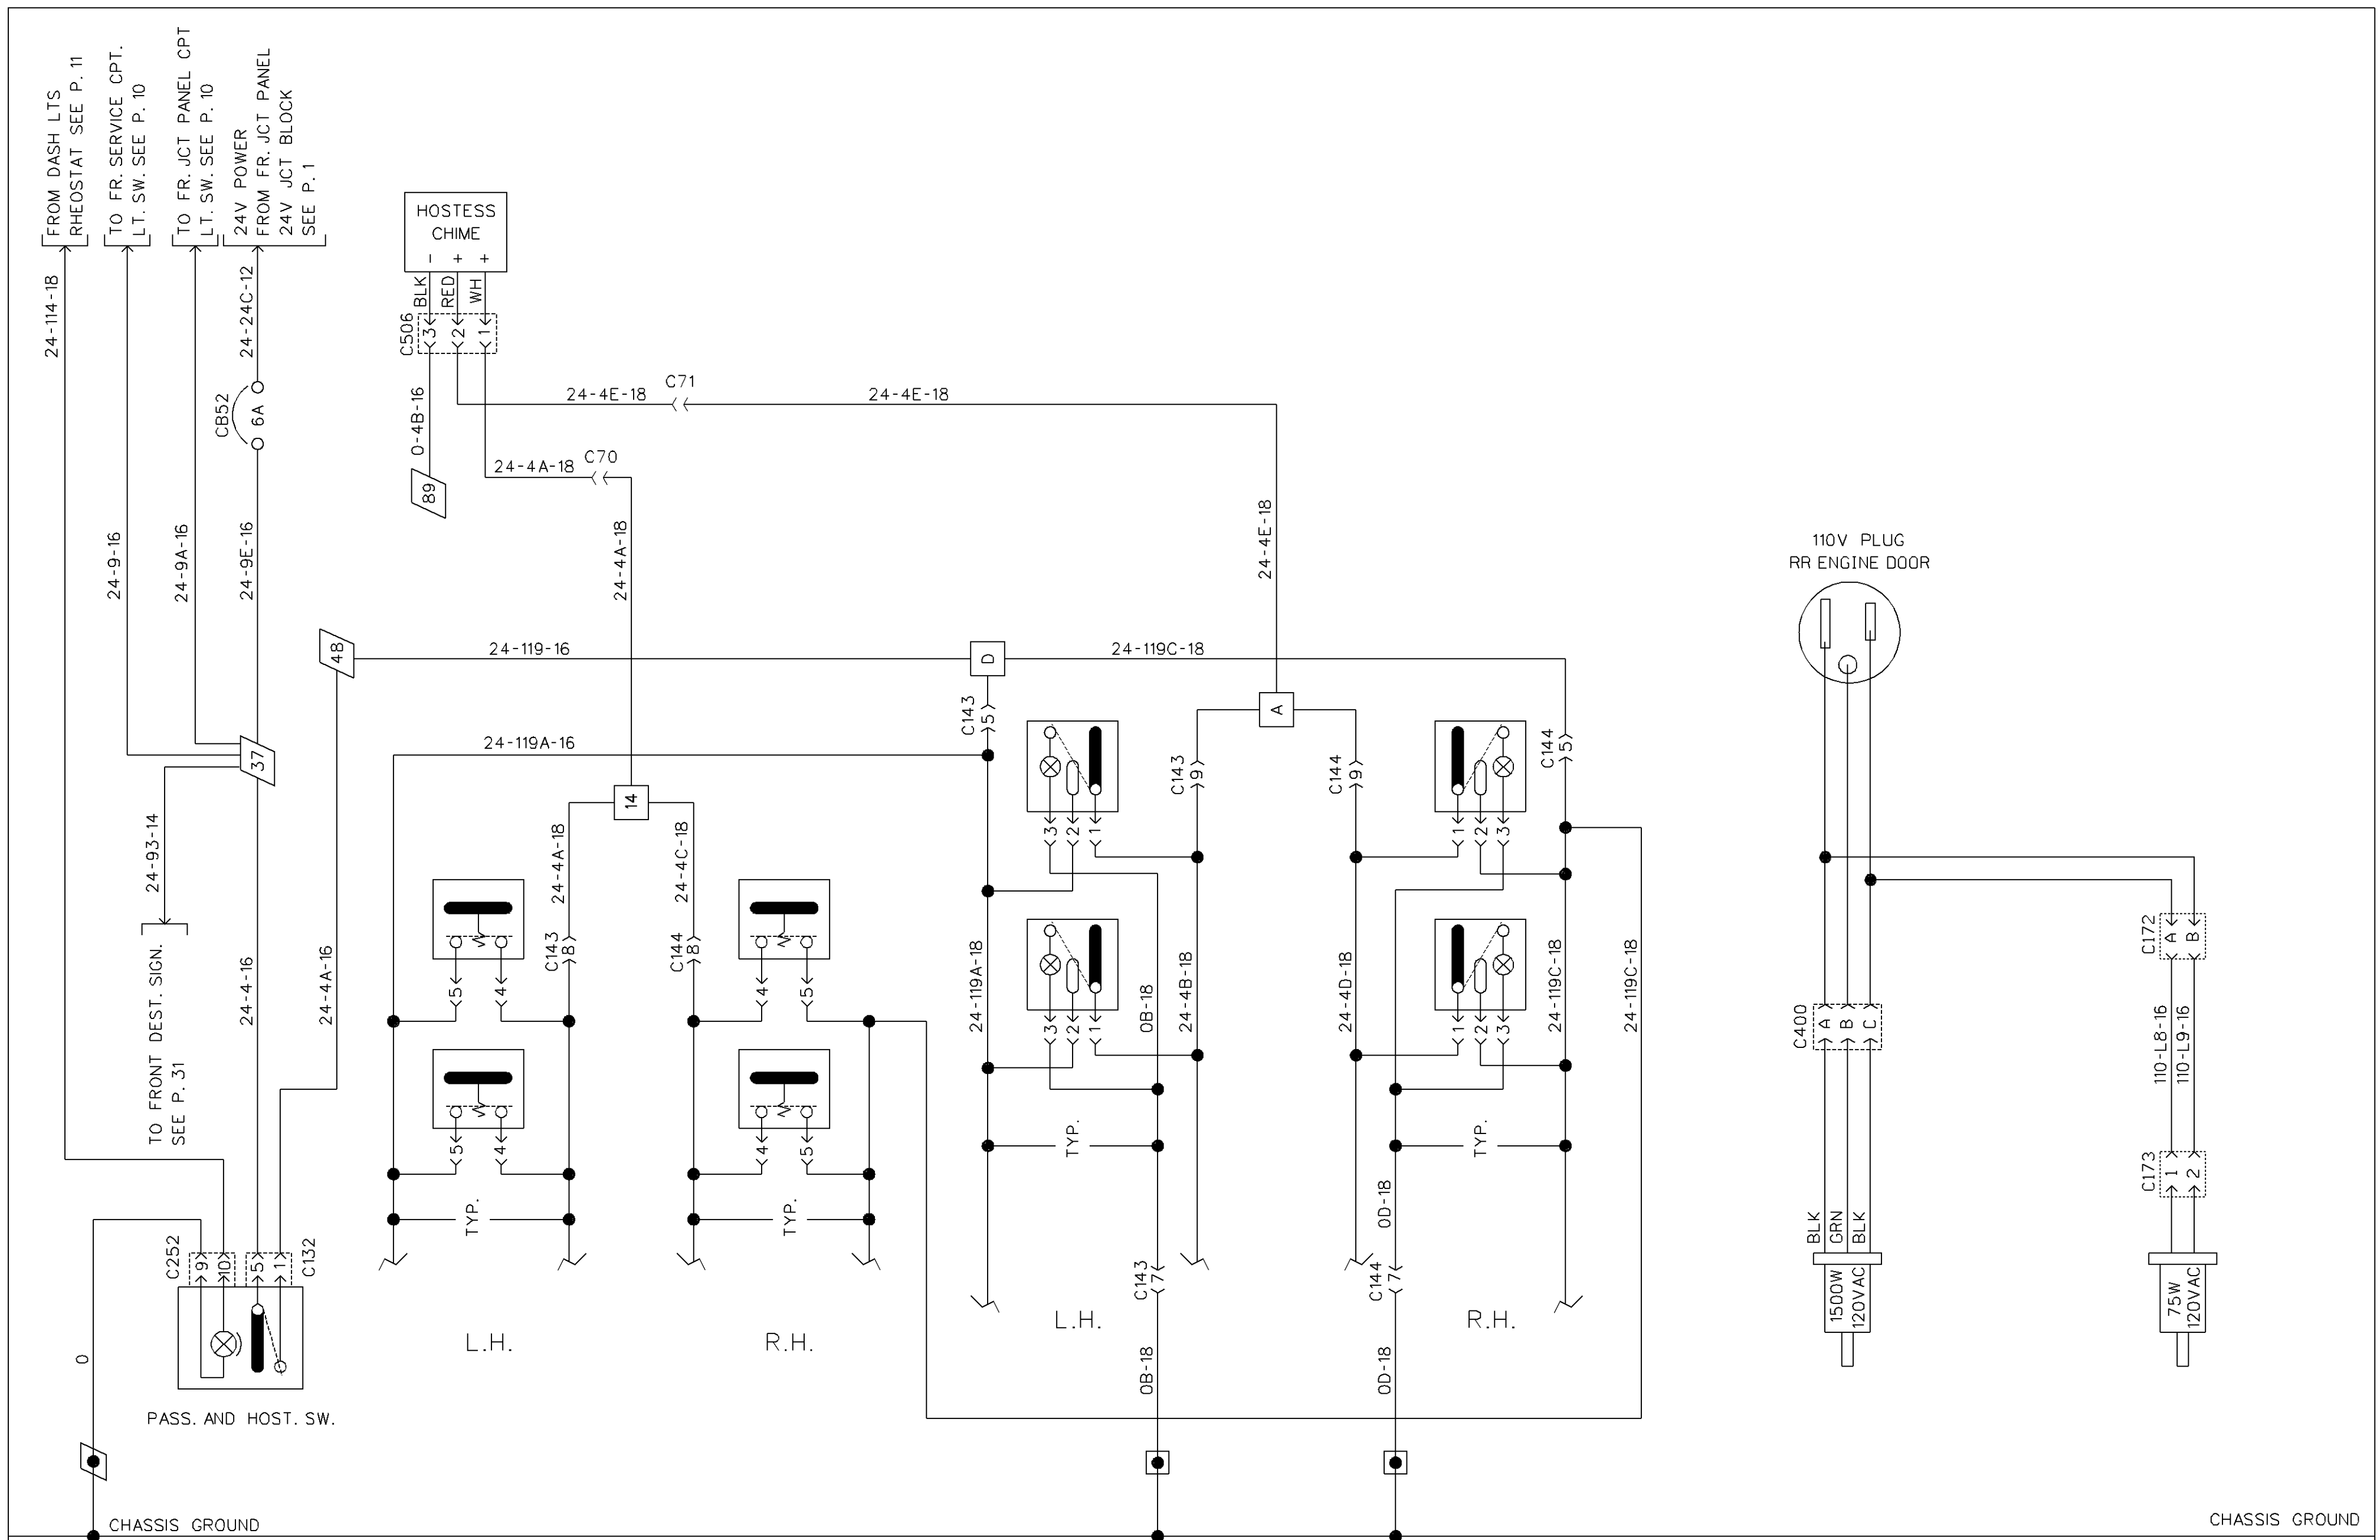 FROM DASH LTS
RHEOSTAT SEE P. 11
TO FR. SERVICE CPT.
LT. SW. SEE P. 10
TO FR. JCT PANEL CPT
LT. SW. SEE P. 10
24V POWER
FROM FR. JCT PANEL
24V JCT BLOCK
SEE P. 1
24-114-18
24-9-16
24-9A-16
24-24C-12
CB52
6A
24-9E-16
37
24-93-14
TO FRONT DEST. SIGN.
SEE P. 31
24-4-16
24-4A-16
48
HOSTESS
CHIME
- + +
BLK
RED
WH
C506
3
2
1
0-4B-16
89
24-4E-18
C71
24-4E-18
24-4A-18
C70
24-4A-18
24-4E-18
24-119-16
D
24-119C-18
A
C143
5
24-119A-16
14
24-4A-18
24-4C-18
C143
8
C144
8
5
4
4
5
5
4
4
5
TYP.
TYP.
L.H.
R.H.
C143
9
C144
9
C144
5
3
2
1
1
2
3
24-119A-18
0B-18
24-4B-18
24-4D-18
24-119C-18
24-119C-18
3
2
1
1
2
3
TYP.
TYP.
0D-18
C143
7
C144
7
L.H.
R.H.
0B-18
0D-18
C252
9
10
5
1
C132
0
PASS. AND HOST. SW.
CHASSIS GROUND
110V PLUG
RR ENGINE DOOR
C400
A
B
C
BLK
GRN
BLK
1500W
120VAC
C172
A
B
110-L8-16
110-L9-16
C173
1
2
75W
120VAC
CHASSIS GROUND